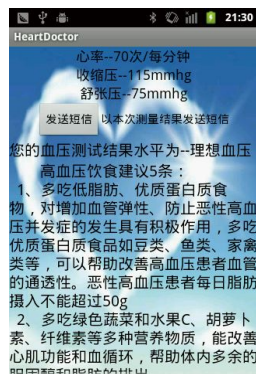 21:30
HeartDoctor
心率--70次/每分钟
收缩压--115mmhg
舒张压--75mmhg
发送短信 以本次测量结果发送短信
您的血压测试结果水平为--理想血压
高血压饮食建议5条：
1、多吃低脂肪、优质蛋白质食
物，对增加血管弹性、防止恶性高血
压并发症的发生具有积极作用，多吃
优质蛋白质食品如豆类、鱼类、家禽
类等，可以帮助改善高血压患者血管
的通透性。恶性高血压患者每日脂肪
摄入不能超过50g
2、多吃绿色蔬菜和水果C、胡萝卜
素、纤维素等多种营养物质，能改善
心肌功能和血循环，帮助体内多余的
胆固醇和脂肪的排出